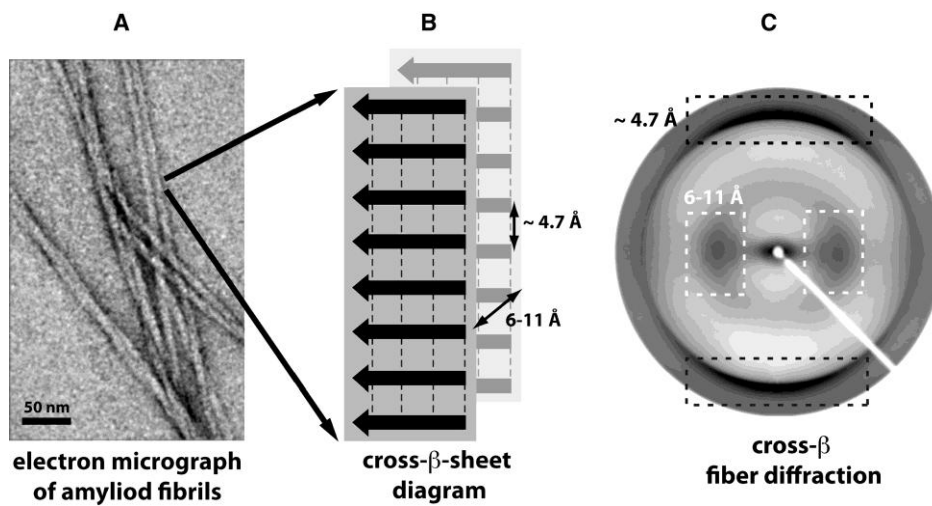 A
B
C
50 nm
electron micrograph
of amyliod fibrils
~ 4.7 Å
6-11 Å
cross-β-sheet
diagram
~ 4.7 Å
6-11 Å
cross-β
fiber diffraction